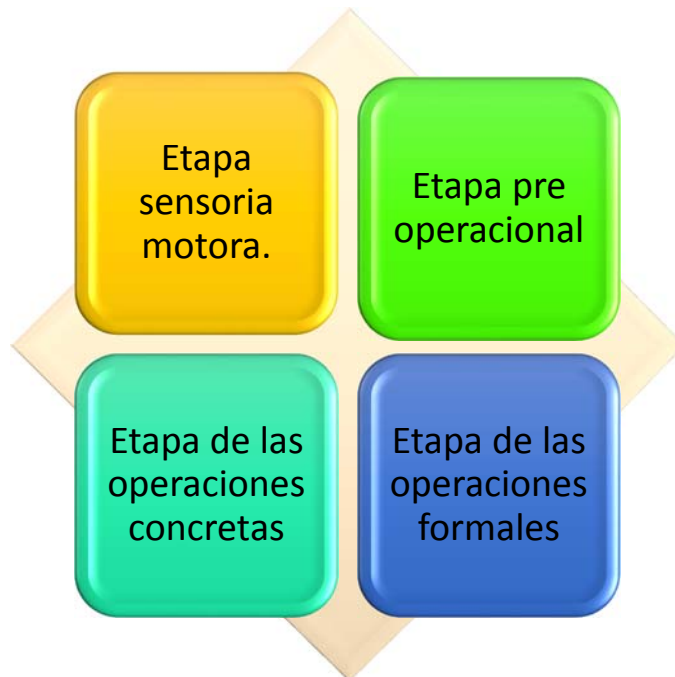 Etapa
sensoria
motora.
Etapa pre
operacional
Etapa de las
operaciones
concretas
Etapa de las
operaciones
formales